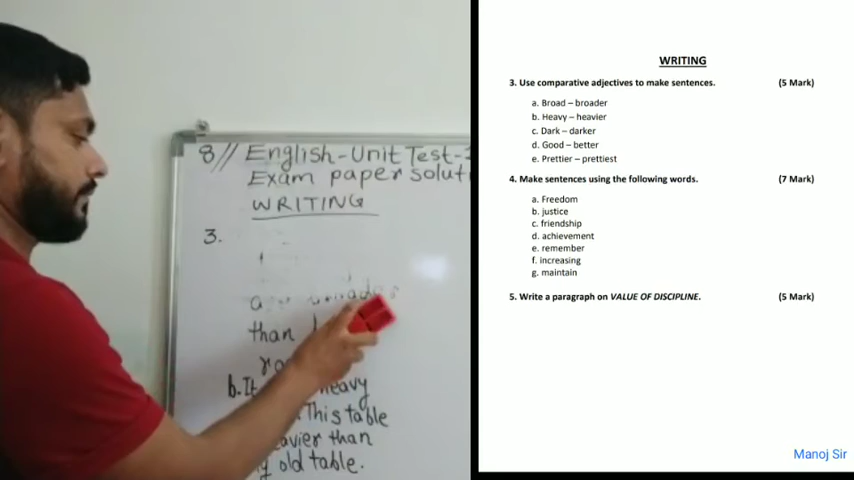 8// English-Unit Test-
Exam paper solut
WRITING
3.
a
than
b. It heavy
This table
eavier than
old table.
WRITING
3. Use comparative adjectives to make sentences. (5 Mark)
a. Broad – broader
b. Heavy – heavier
c. Dark – darker
d. Good – better
e. Prettier – prettiest
4. Make sentences using the following words. (7 Mark)
a. Freedom
b. justice
c. friendship
d. achievement
e. remember
f. increasing
g. maintain
5. Write a paragraph on VALUE OF DISCIPLINE. (5 Mark)
Manoj Sir